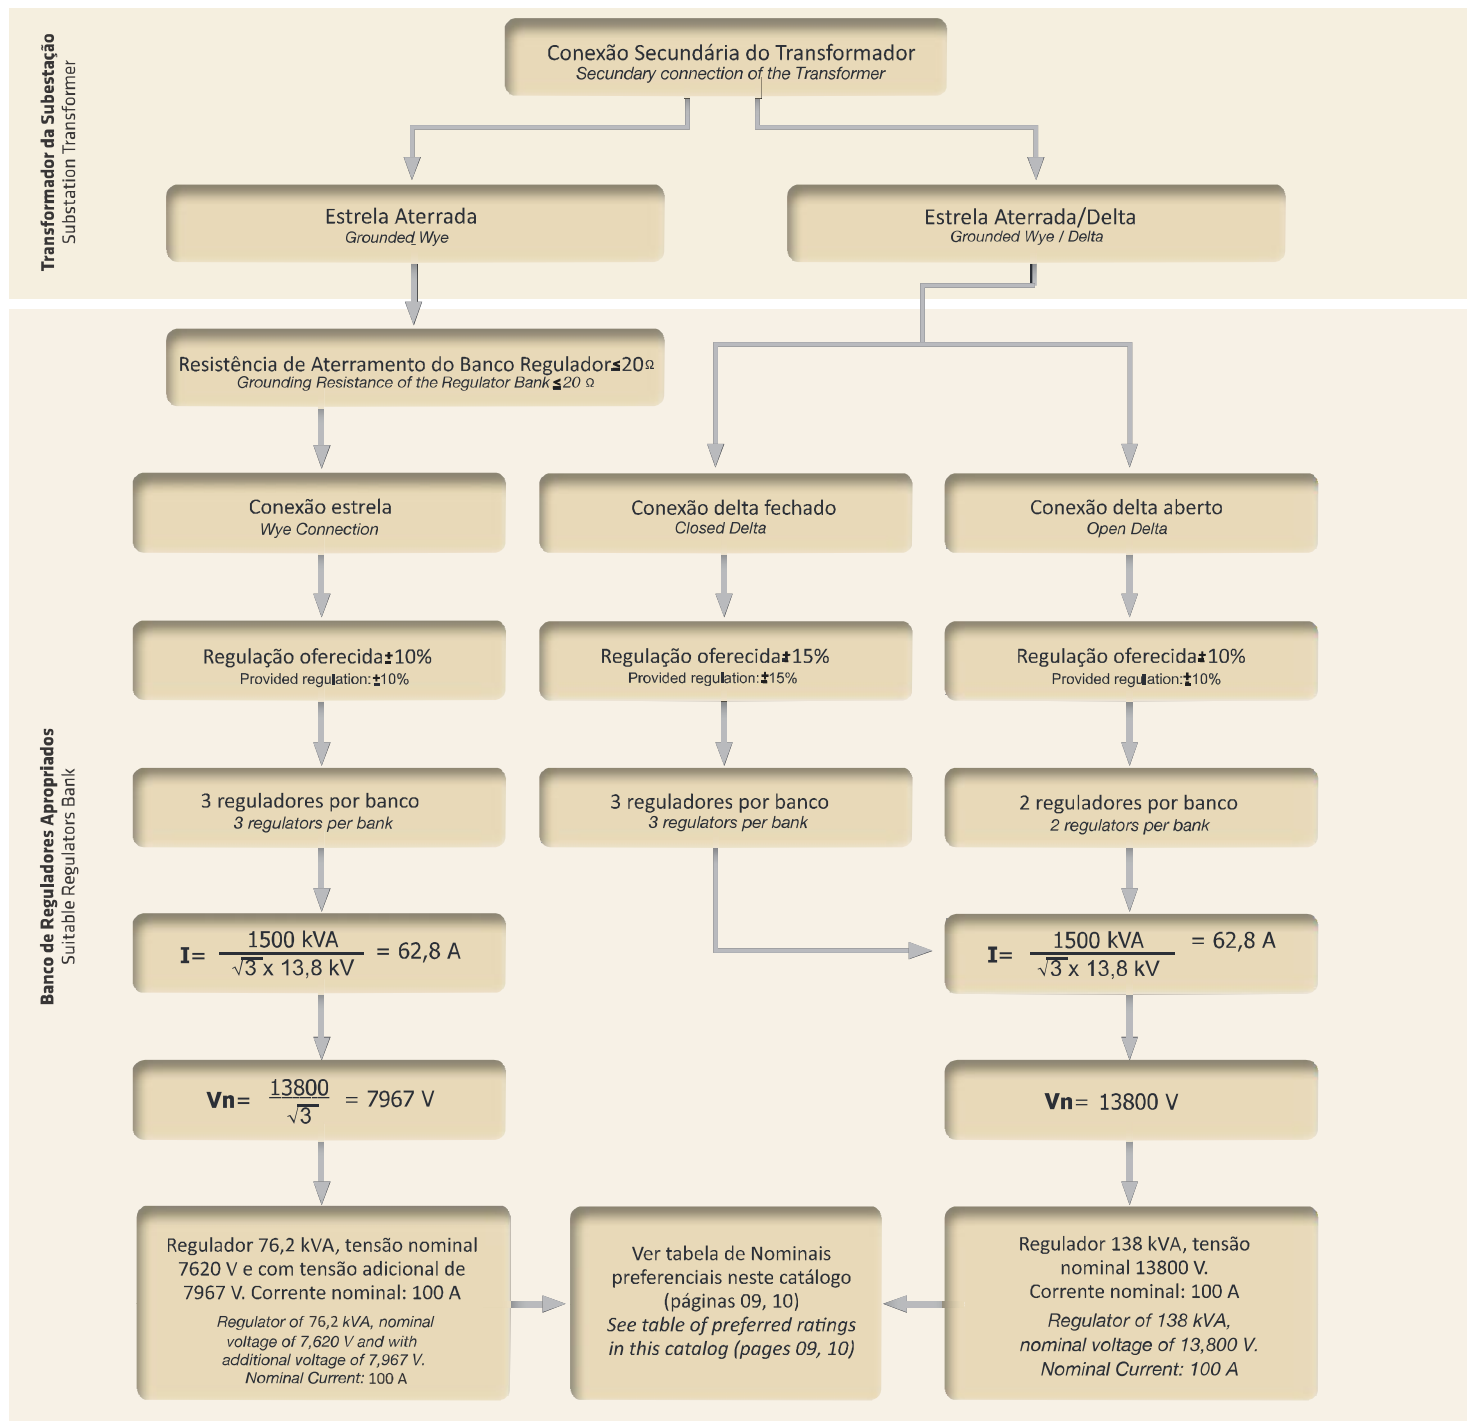 Transformador da Subestação
Substation Transformer
Conexão Secundária do Transformador
Secundary connection of the Transformer
Estrela Aterrada
Grounded Wye
Estrela Aterrada/Delta
Grounded Wye / Delta
Banco de Reguladores Apropriados
Suitable Regulators Bank
Resistência de Aterramento do Banco Regulador≤20Ω
Grounding Resistance of the Regulator Bank ≤20 Ω
Conexão estrela
Wye Connection
Conexão delta fechado
Closed Delta
Conexão delta aberto
Open Delta
Regulação oferecida±10%
Provided regulation:±10%
Regulação oferecida±15%
Provided regulation:±15%
Regulação oferecida±10%
Provided regulation:±10%
3 reguladores por banco
3 regulators per bank
3 reguladores por banco
3 regulators per bank
2 reguladores por banco
2 regulators per bank
I= 1500 kVA = 62,8 A
√3 x 13,8 kV
I= 1500 kVA = 62,8 A
√3 x 13,8 kV
Vn= 13800 = 7967 V
√3
Vn= 13800 V
Regulador 76,2 kVA, tensão nominal
7620 V e com tensão adicional de
7967 V. Corrente nominal: 100 A
Regulator of 76,2 kVA, nominal
voltage of 7,620 V and with
additional voltage of 7,967 V.
Nominal Current: 100 A
Ver tabela de Nominais
preferenciais neste catálogo
(páginas 09, 10)
See table of preferred ratings
in this catalog (pages 09, 10)
Regulador 138 kVA, tensão
nominal 13800 V.
Corrente nominal: 100 A
Regulator of 138 kVA,
nominal voltage of 13,800 V.
Nominal Current: 100 A